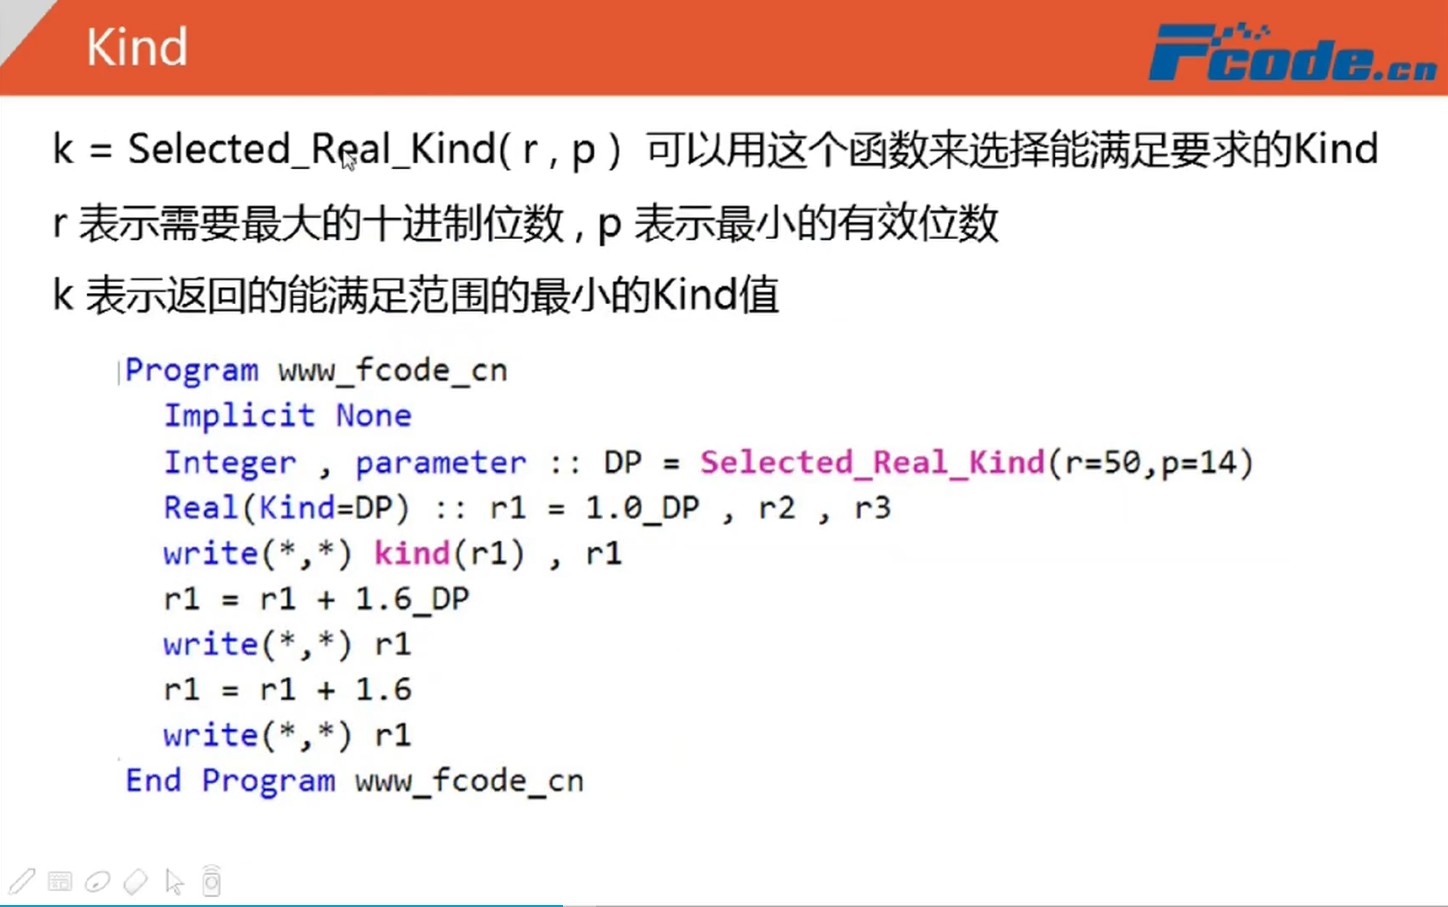 Kind
Fcode.cn
k = Selected_Real_Kind( r , p ) 可以用这个函数来选择能满足要求的Kind
r 表示需要最大的十进制位数 , p 表示最小的有效位数
k 表示返回的能满足范围的最小的Kind值
Program www_fcode_cn
Implicit None
Integer , parameter :: DP = Selected_Real_Kind(r=50,p=14)
Real(Kind=DP) :: r1 = 1.0_DP , r2 , r3
write(*,*) kind(r1) , r1
r1 = r1 + 1.6_DP
write(*,*) r1
r1 = r1 + 1.6
write(*,*) r1
End Program www_fcode_cn